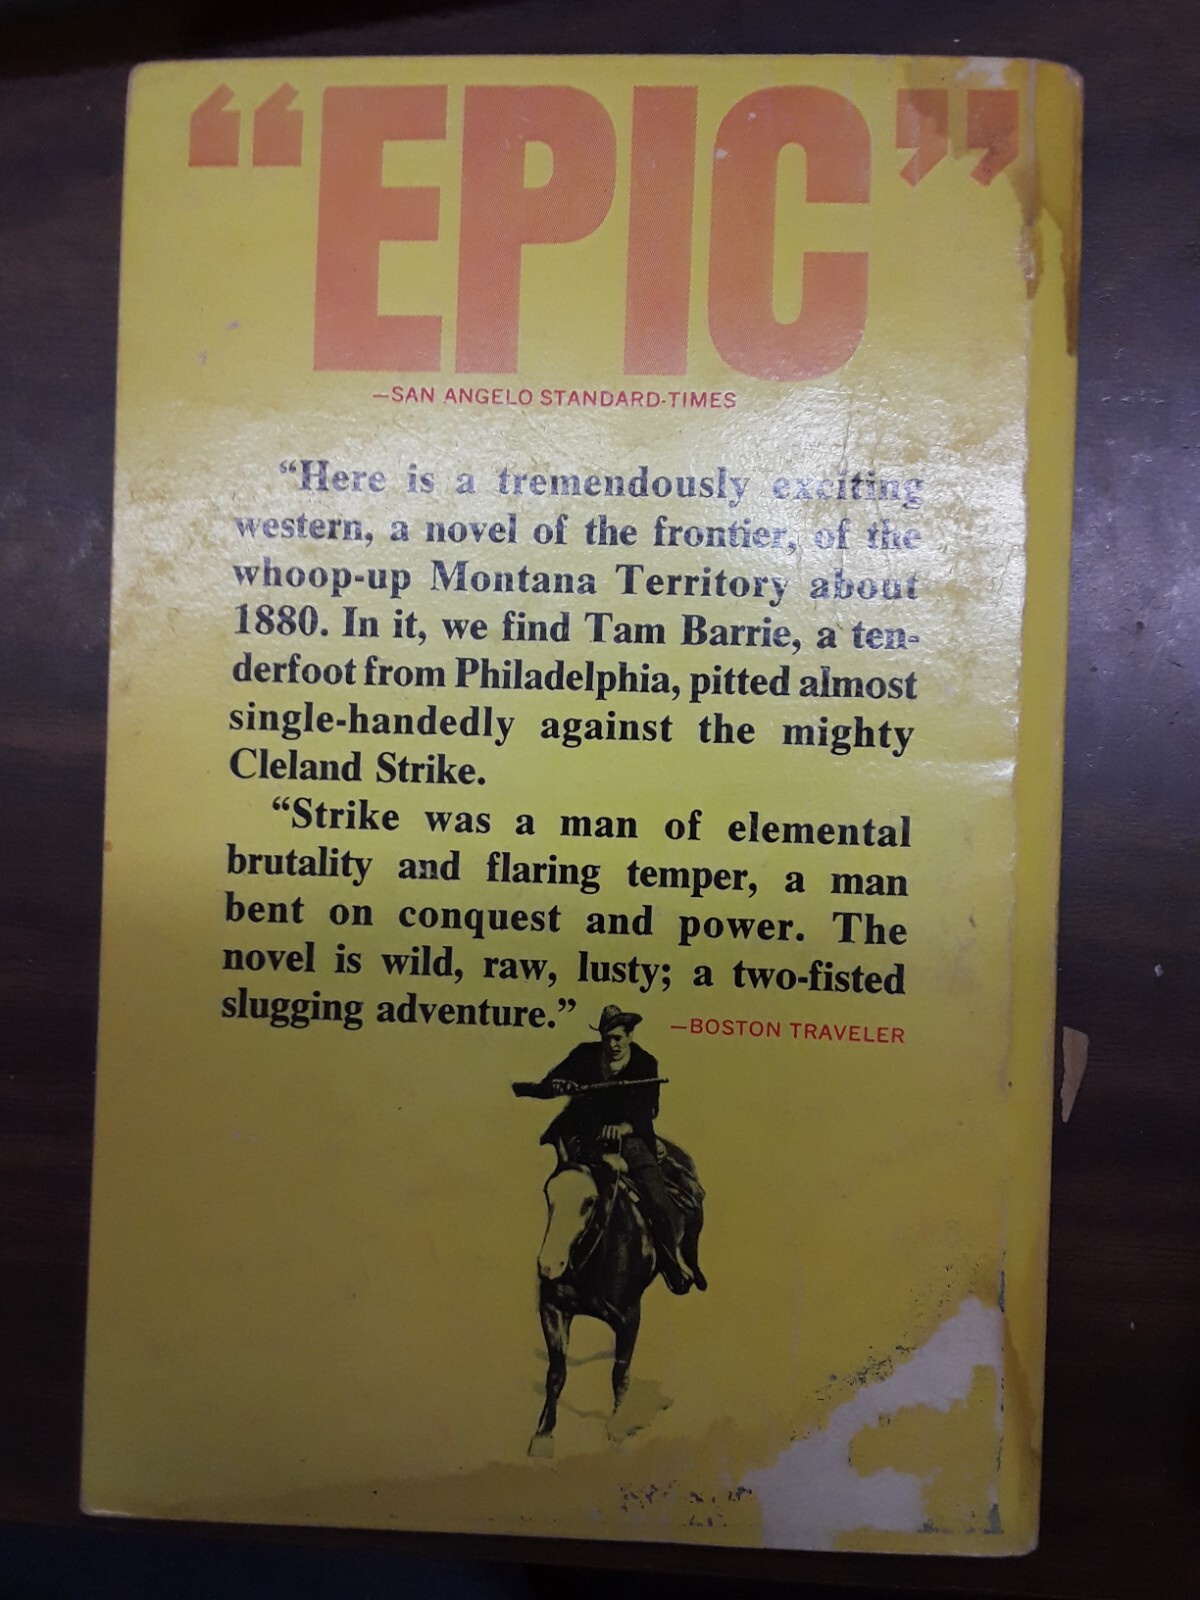 “EPIC”
—SAN ANGELO STANDARD-TIMES
“Here is a tremendously exciting
western, a novel of the frontier, of the
whoop-up Montana Territory about
1880. In it, we find Tam Barrie, a ten-
derfoot from Philadelphia, pitted almost
single-handedly against the mighty
Cleland Strike.
“Strike was a man of elemental
brutality and flaring temper, a man
bent on conquest and power. The
novel is wild, raw, lusty; a two-fisted
slugging adventure.”
—BOSTON TRAVELER